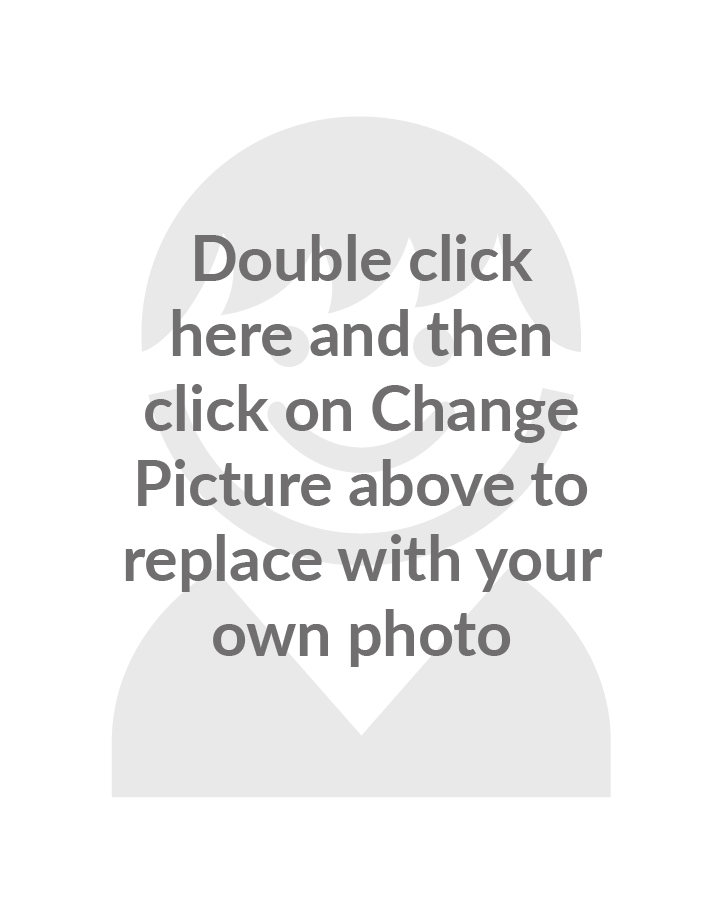 Double click
here and then
click on Change
Picture above to
replace with your
own photo